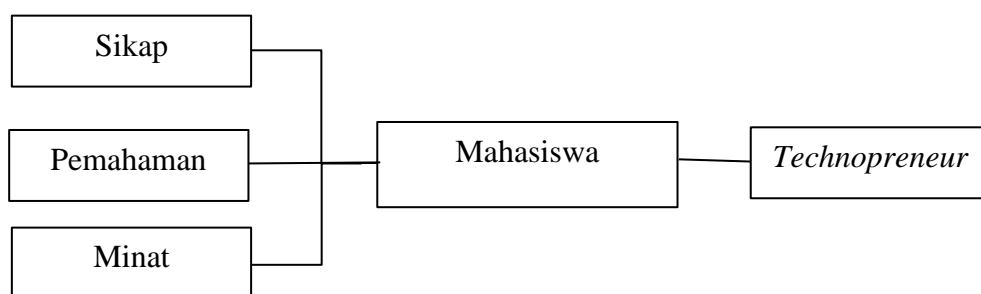 Sikap
Pemahaman
Minat
Mahasiswa
Technopreneur